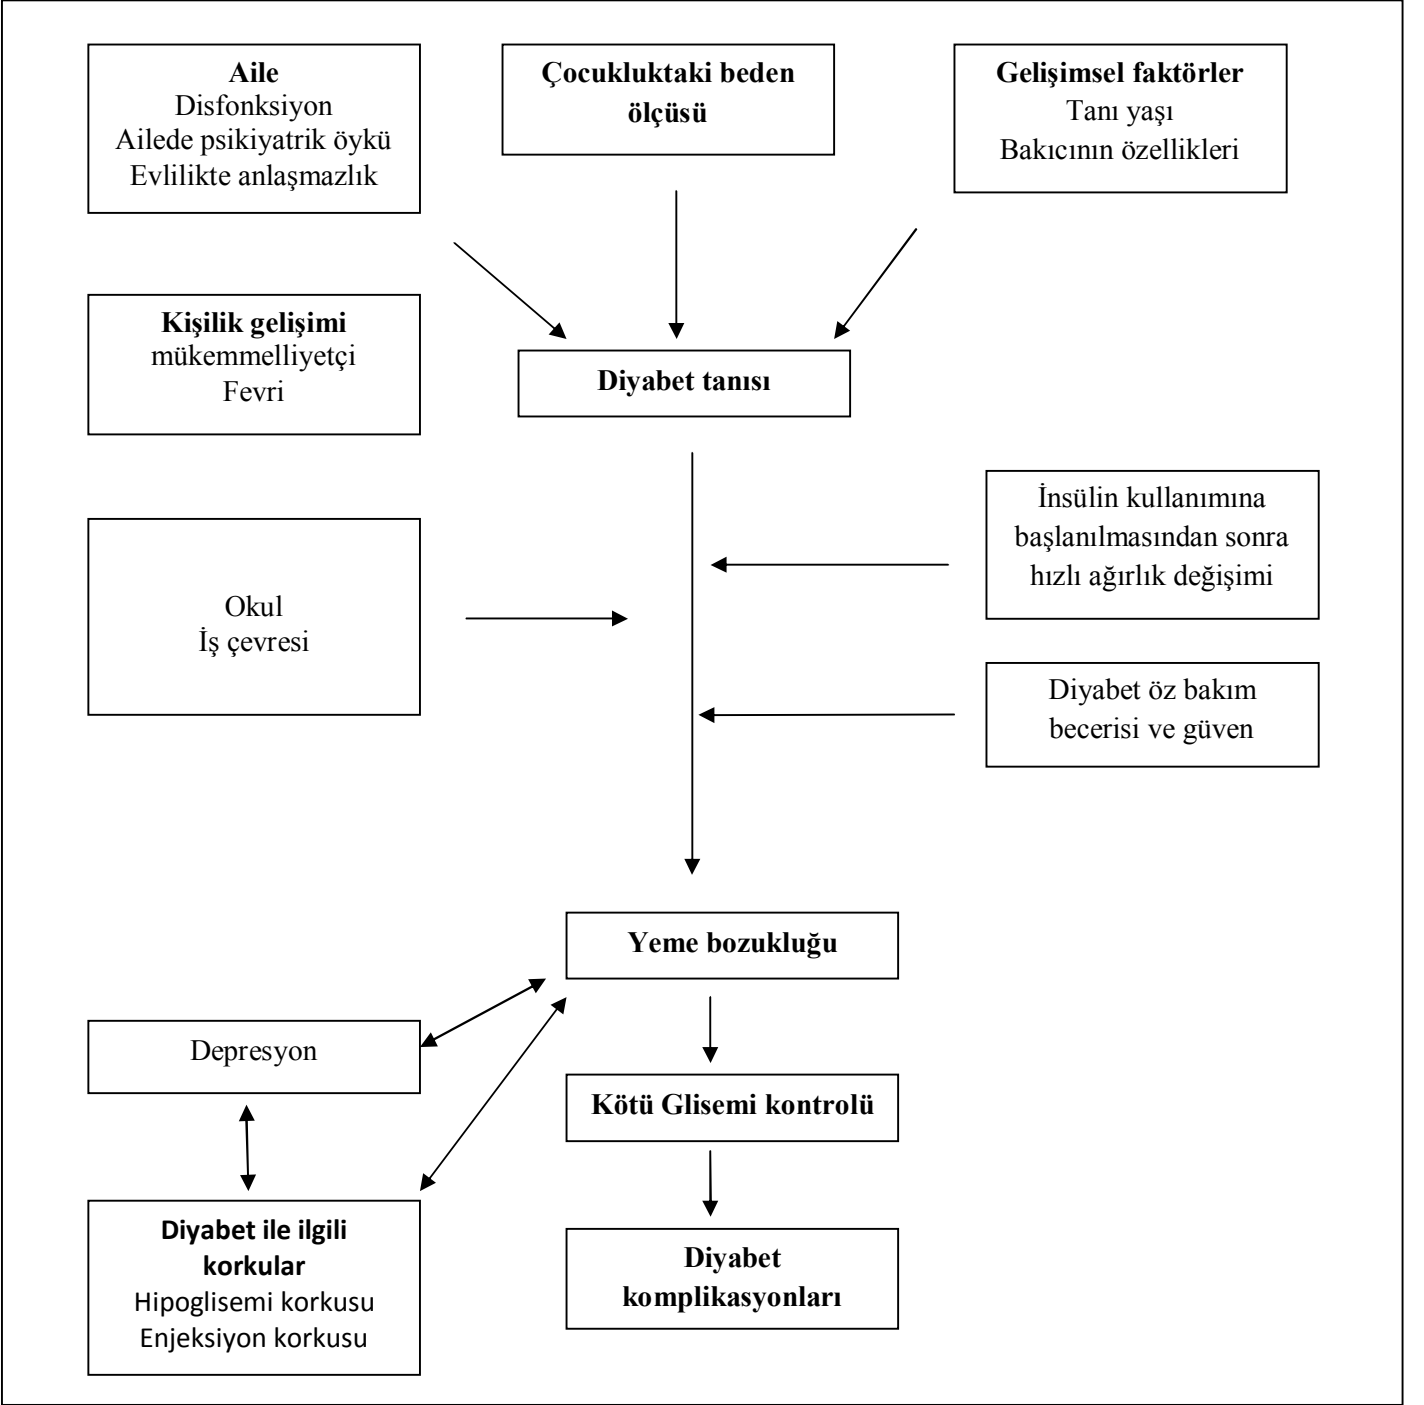 Aile
Disfonksiyon
Ailede psikiyatrik öykü
Evlilikte anlaşmazlık
Çocukluktaki beden
ölçüsü
Gelişimsel faktörler
Tanı yaşı
Bakıcının özellikleri
Kişilik gelişimi
mükemmelliyetçi
Fevri
Diyabet tanısı
Okul
İş çevresi
İnsülin kullanımına
başlanılmasından sonra
hızlı ağırlık değişimi
Diyabet öz bakım
becerisi ve güven
Yeme bozukluğu
Depresyon
Kötü Glisemi kontrolü
Diyabet ile ilgili
korkular
Hipoglisemi korkusu
Enjeksiyon korkusu
Diyabet
komplikasyonları